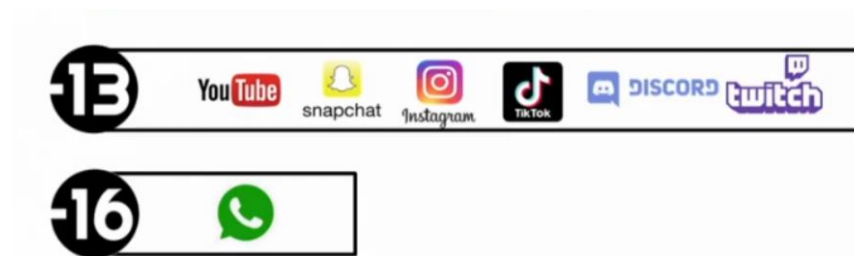 -13
YouTube
snapchat
Instagram
TikTok
DISCORD
twitch
-16